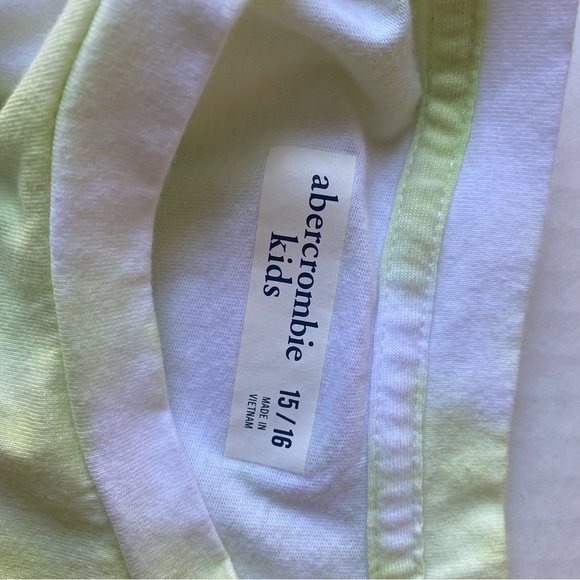 abercrombie
kids
15/16
MADE IN
VIETNAM